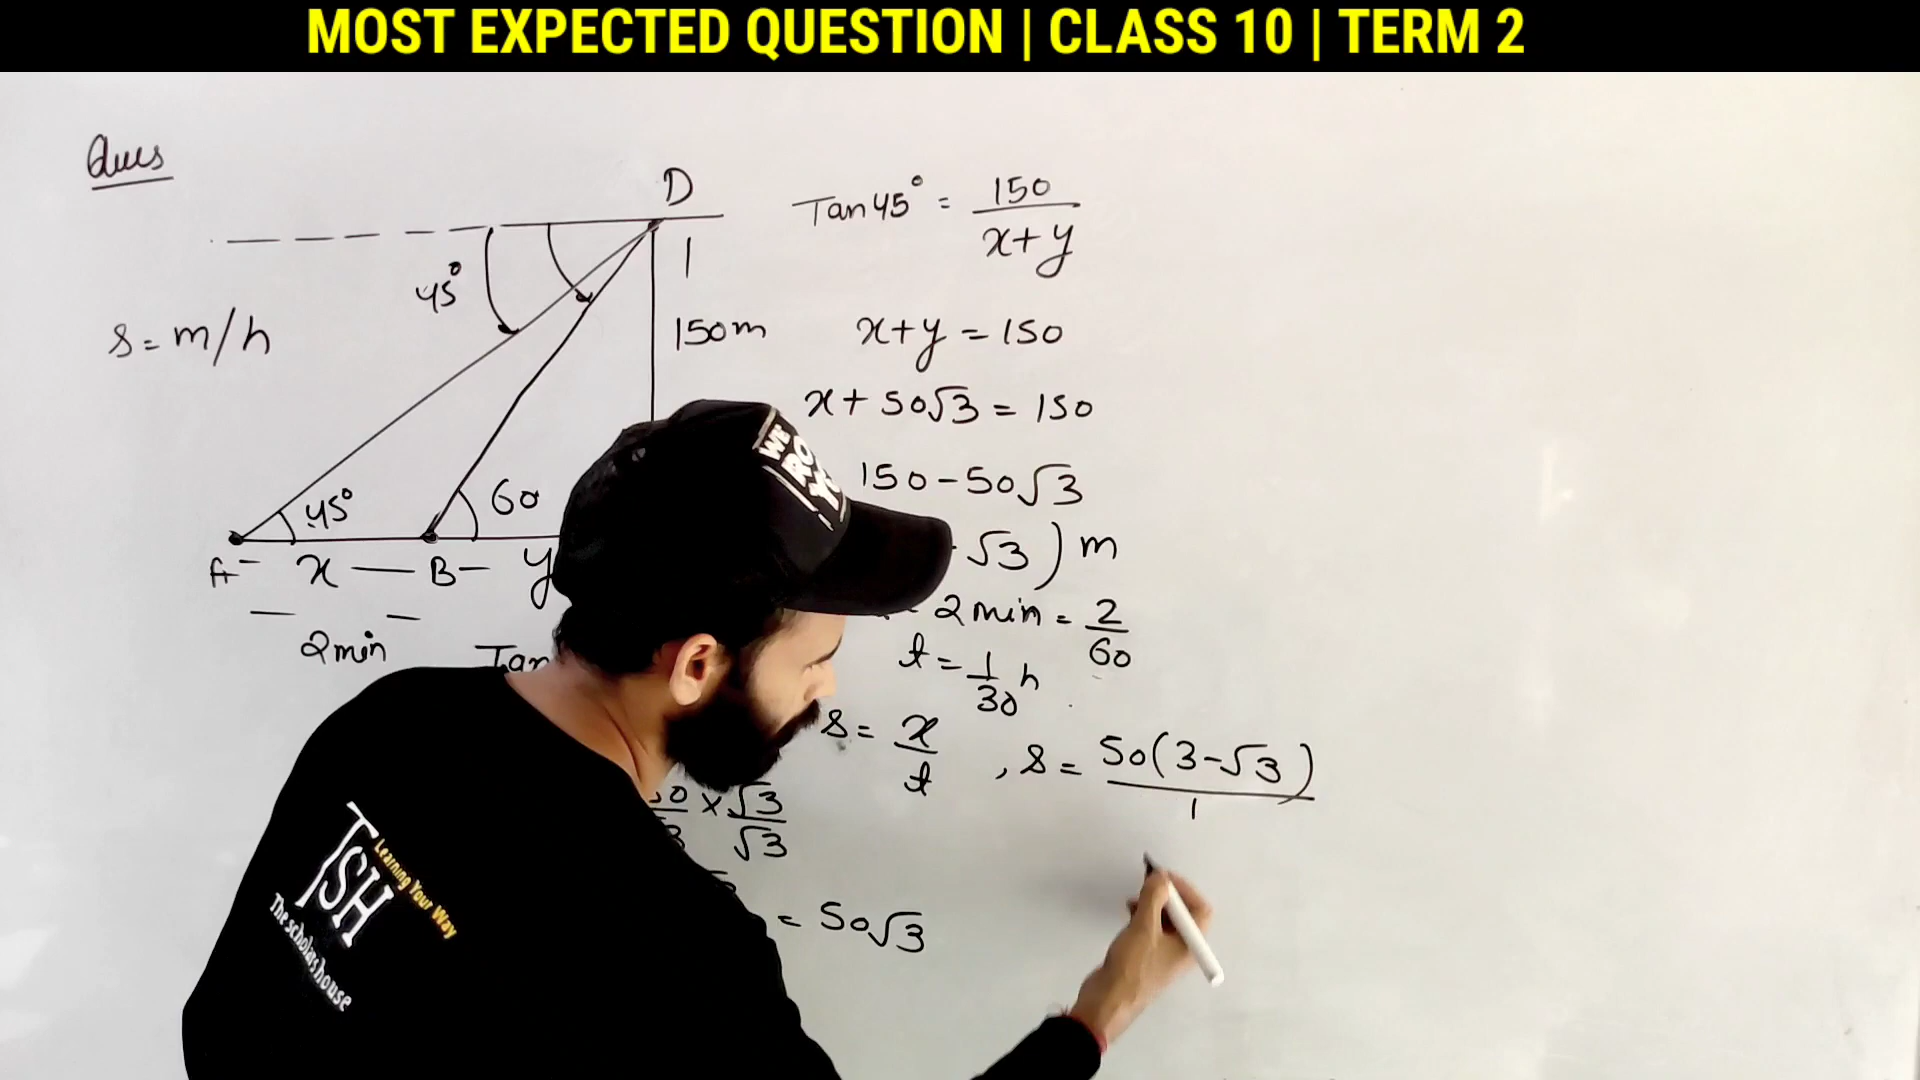 MOST EXPECTED QUESTION | CLASS 10 | TERM 2
Ques
D
45°
150m
s = m/h
45°
60
A
x
B
y
2min
Tan
Tan45° = 150/(x+y)
x+y = 150
x + 50√3 = 150
150 - 50√3
√3) m
2min = 2/60
t = 1/30 h
s = x/t , s = 50(3-√3)/1
× √3/√3
= 50√3
TSH
Learning Your Way
The scholars house
WE